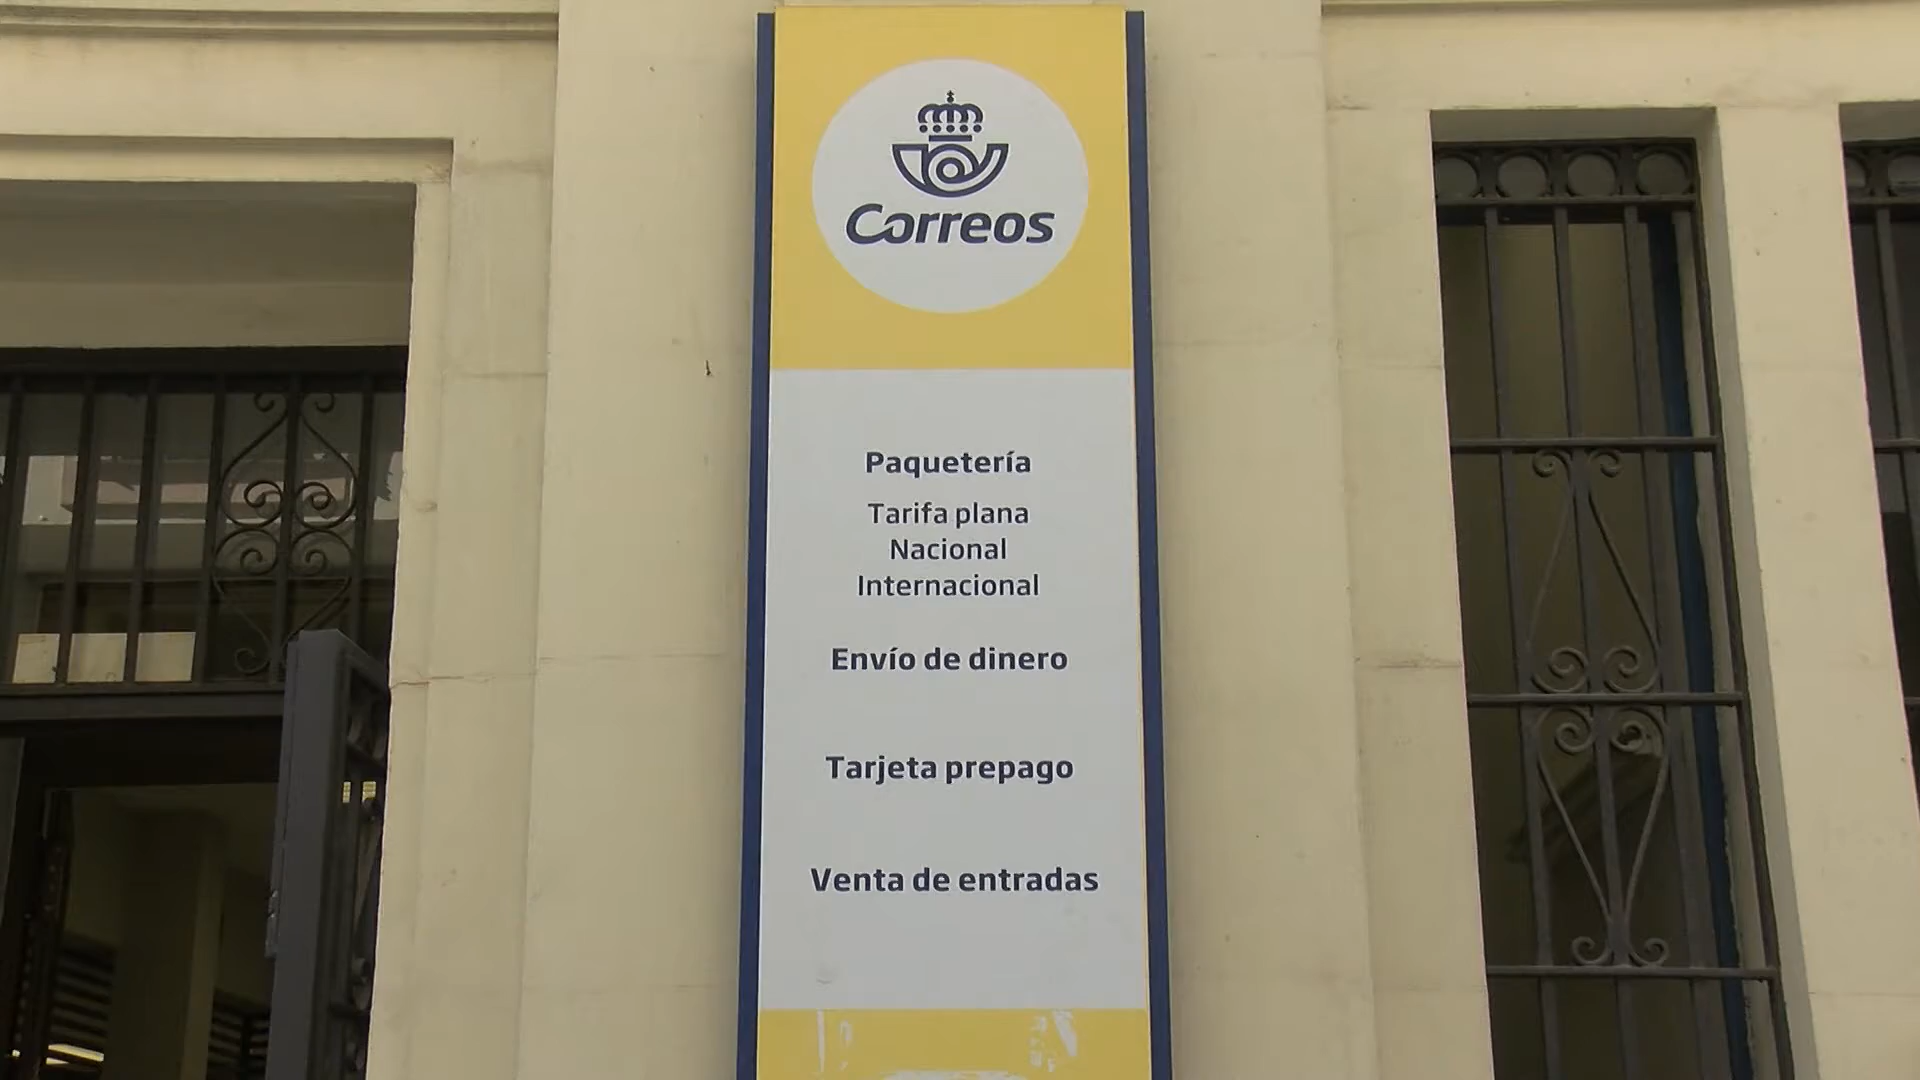 Correos
Paquetería
Tarifa plana
Nacional
Internacional
Envío de dinero
Tarjeta prepago
Venta de entradas